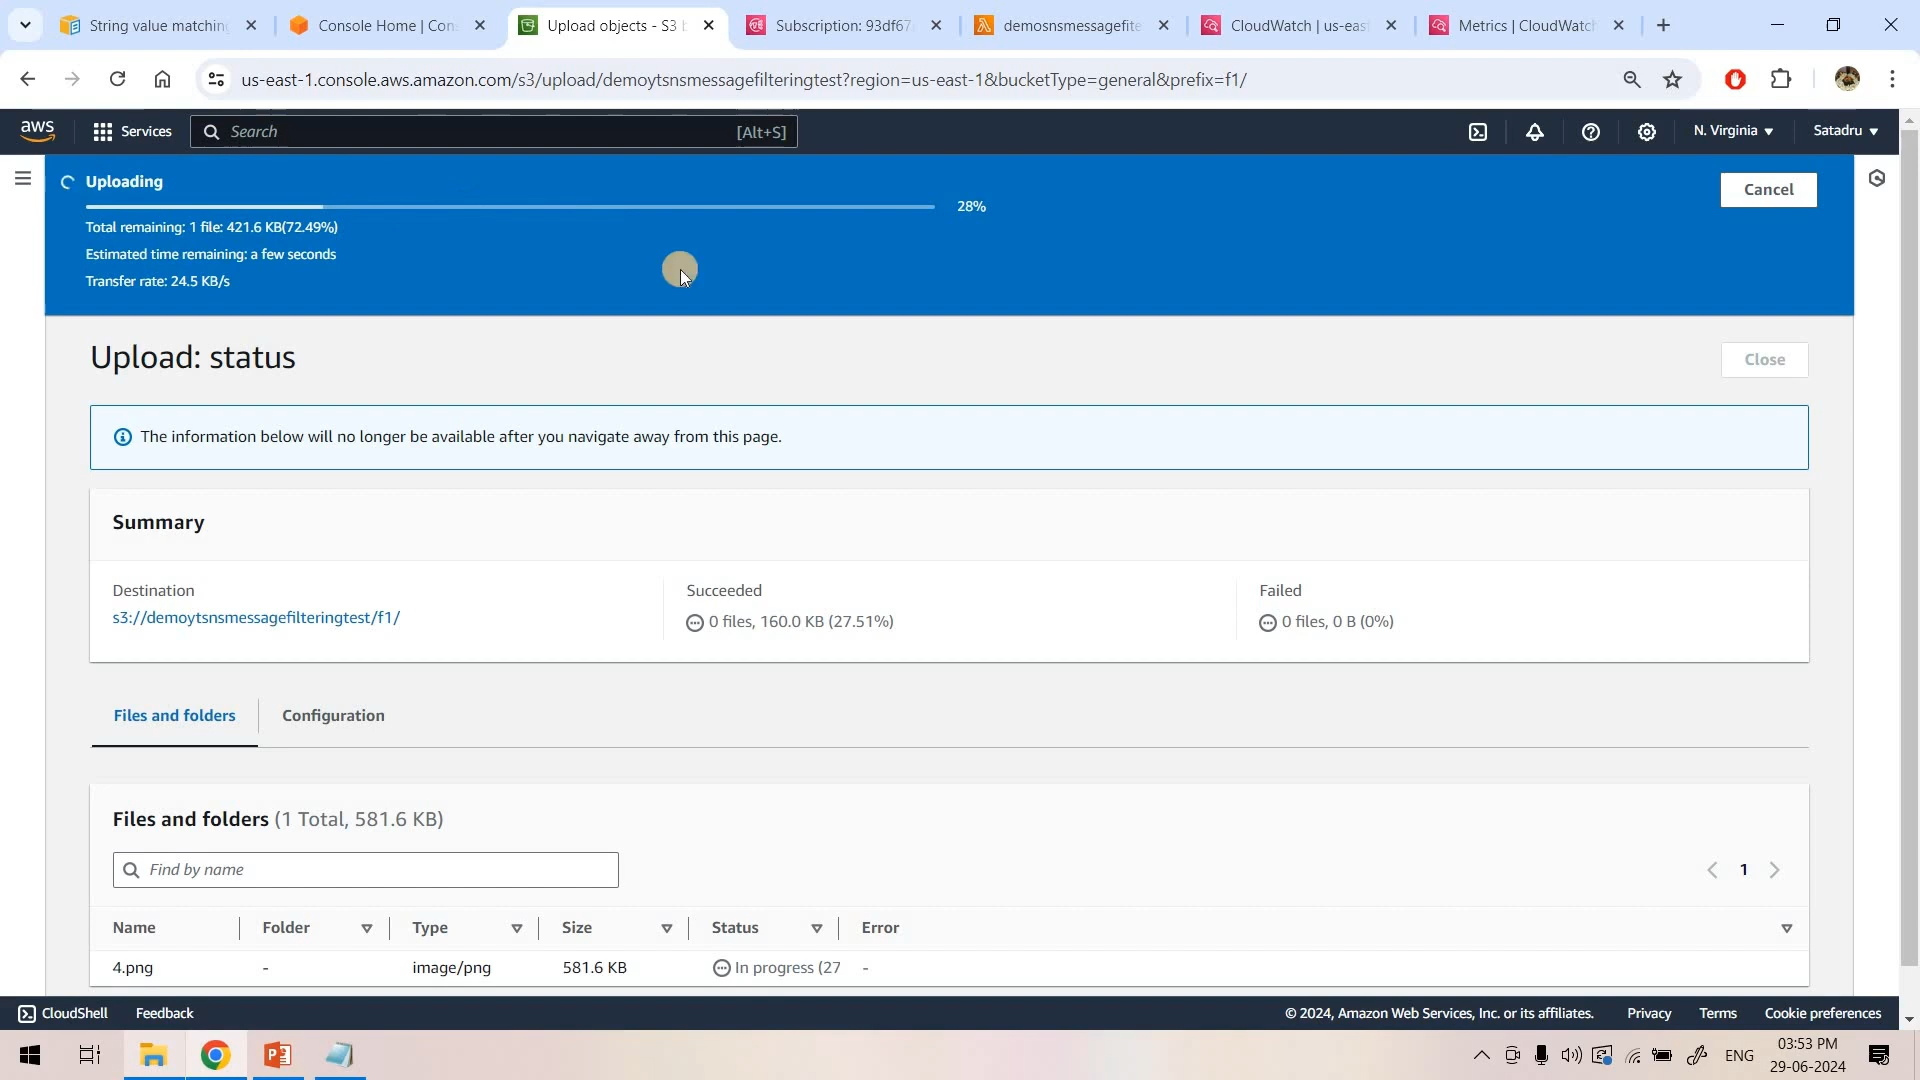 String value matching
Console Home | Con
Upload objects - S3 b
Subscription: 93df67
demosnsmessagefilte
CloudWatch | us-eas
Metrics | CloudWatc
us-east-1.console.aws.amazon.com/s3/upload/demoytsnsmessagefilteringtest?region=us-east-1&bucketType=general&prefix=f1/
aws
Services
Search
[Alt+S]
N. Virginia
Satadru
Uploading
Cancel
28%
Total remaining: 1 file: 421.6 KB(72.49%)
Estimated time remaining: a few seconds
Transfer rate: 24.5 KB/s
Upload: status
Close
The information below will no longer be available after you navigate away from this page.
Summary
Destination
s3://demoytsnsmessagefilteringtest/f1/
Succeeded
0 files, 160.0 KB (27.51%)
Failed
0 files, 0 B (0%)
Files and folders
Configuration
Files and folders (1 Total, 581.6 KB)
Find by name
1
Name
Folder
Type
Size
Status
Error
4.png
-
image/png
581.6 KB
In progress (27
-
CloudShell
Feedback
© 2024, Amazon Web Services, Inc. or its affiliates.
Privacy
Terms
Cookie preferences
ENG
03:53 PM
29-06-2024